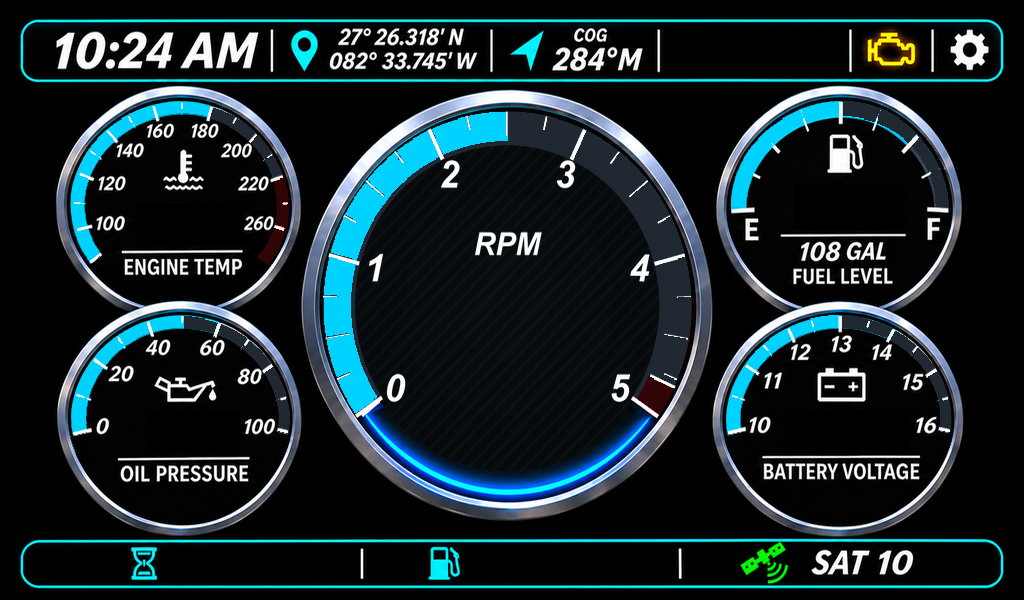 10:24 AM
27° 26.318' N
082° 33.745' W
COG
284°M
100
120
140
160
180
200
220
260
ENGINE TEMP
0
1
2
3
4
5
RPM
E
F
108 GAL
FUEL LEVEL
0
20
40
60
80
100
OIL PRESSURE
10
11
12
13
14
15
16
BATTERY VOLTAGE
SAT 10